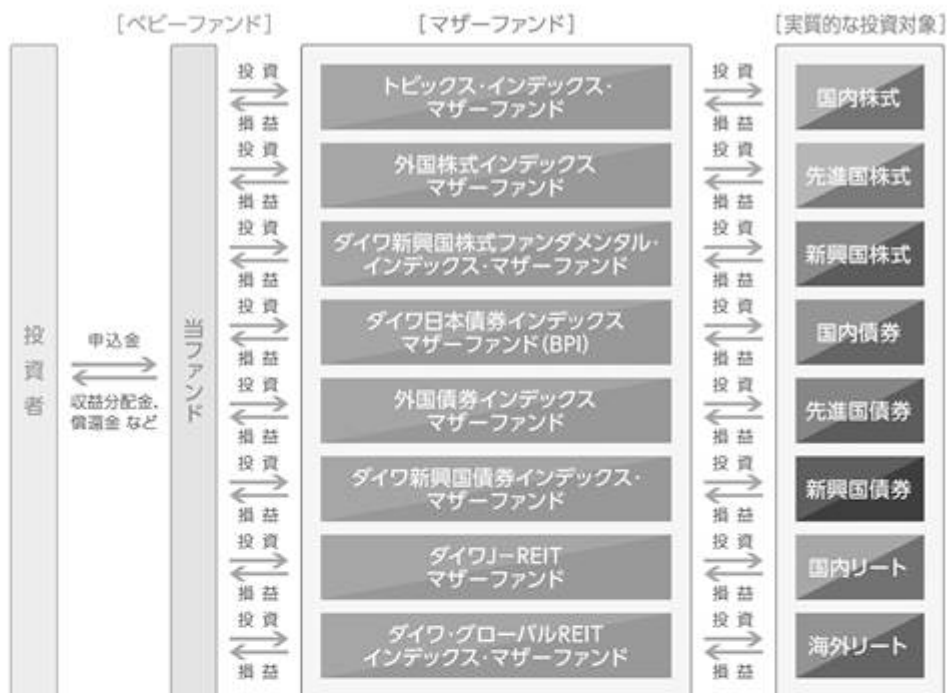 [ベビーファンド]
[マザーファンド]
[実質的な投資対象]
投資者
申込金
収益分配金、
償還金 など
当ファンド
投資
損益
トピックス・インデックス・
マザーファンド
投資
損益
国内株式
投資
損益
外国株式インデックス
マザーファンド
投資
損益
先進国株式
投資
損益
ダイワ新興国株式ファンダメンタル・
インデックス・マザーファンド
投資
損益
新興国株式
投資
損益
ダイワ日本債券インデックス
マザーファンド(BPI)
投資
損益
国内債券
投資
損益
外国債券インデックス
マザーファンド
投資
損益
先進国債券
投資
損益
ダイワ新興国債券インデックス・
マザーファンド
投資
損益
新興国債券
投資
損益
ダイワJ-REIT
マザーファンド
投資
損益
国内リート
投資
損益
ダイワ・グローバルREIT
インデックス・マザーファンド
投資
損益
海外リート